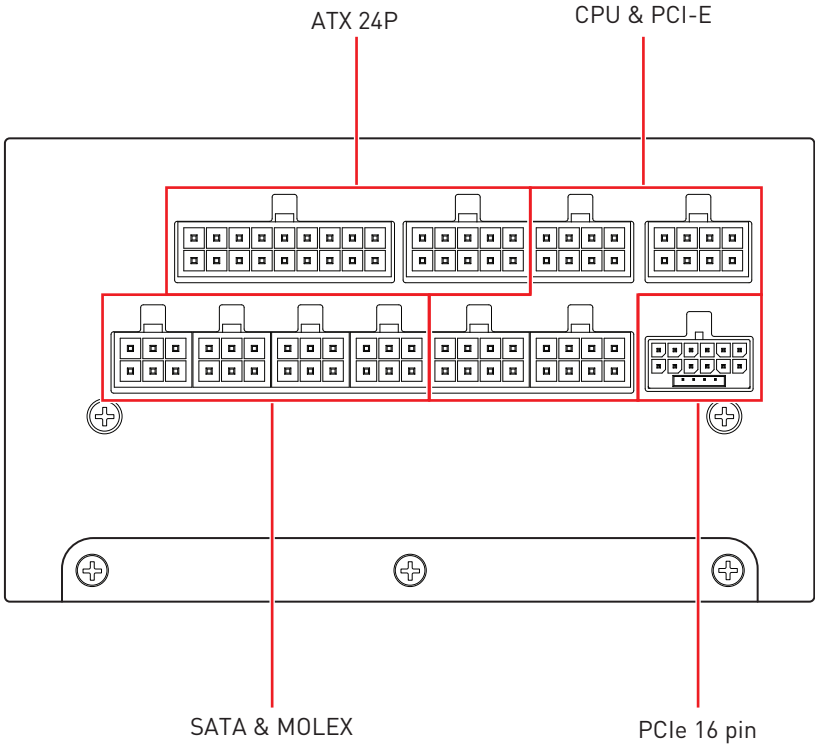 ATX 24P
CPU & PCI-E
SATA & MOLEX
PCIe 16 pin